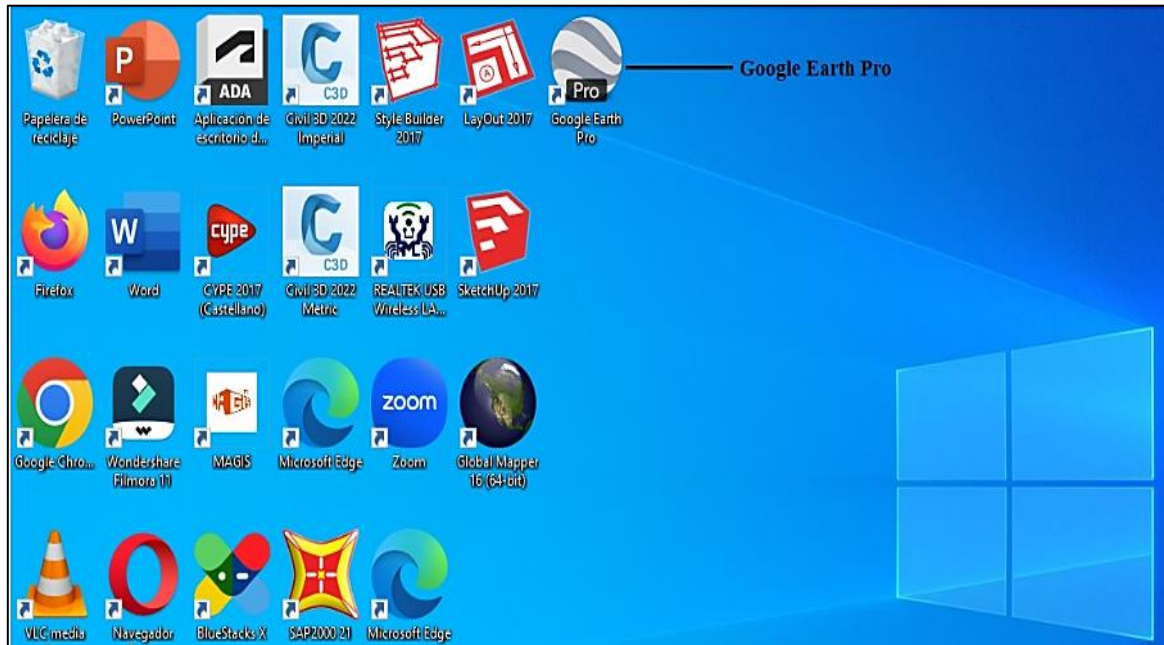 P
ADA
C3D
A
Pro
Google Earth Pro
Papelera de
reciclaje
PowerPoint
Aplicación de
escritorio d...
Civil 3D 2022
Imperial
Style Builder
2017
LayOut 2017
Google Earth
Pro
W
cype
C3D
Firefox
Word
CYPE 2017
(Castellano)
Civil 3D 2022
Metric
REALTEK USB
Wireless LA...
SketchUp 2017
MAGIS
zoom
Google Chro...
Wondershare
Filmora 11
MAGIS
Microsoft Edge
Zoom
Global Mapper
16 (64-bit)
VLC media
Navegador
BlueStacks X
SAP2000 21
Microsoft Edge